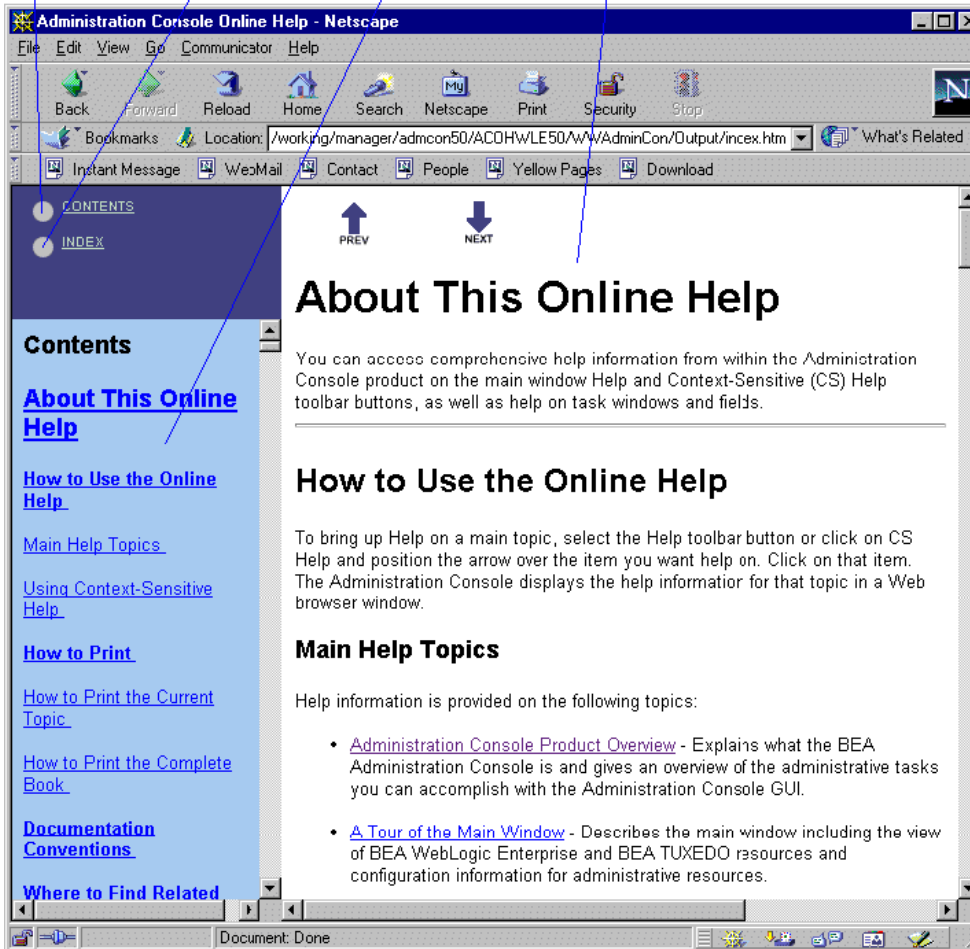 Administration Console Online Help - Netscape
File Edit View Go Communicator Help
Back Forward Reload Home Search Netscape Print Security Stop
My
N
Bookmarks Location: /working/manager/admcon50/ACOHWLE50/WW/AdminCon/Output/incex.htm What's Related
Instant Message WebMail Contact People Yellow Pages Download
CONTENTS
INDEX
PREV NEXT
Contents
About This Online
Help
How to Use the Online
Help
Main Help Topics
Using Context-Sensitive
Help
How to Print
How to Print the Current
Topic
How to Print the Complete
Book
Documentation
Conventions
Where to Find Related
About This Online Help
You can access comprehensive help information from within the Administration
Console product on the main window Help and Context-Sensitive (CS) Help
toolbar buttons, as well as help on task windows and fields.
How to Use the Online Help
To bring up Help on a main topic, select the Help toolbar button or click on CS
Help and position the arrow over the item you want help on. Click on that item.
The Administration Console displays the help information for that topic in a Web
browser window.
Main Help Topics
Help information is provided on the following topics:
• Administration Console Product Overview - Explains what the BEA
Administration Console is and gives an overview of the administrative tasks
you can accomplish with the Administration Console GUI.
• A Tour of the Main Window - Describes the main window including the view
of BEA WebLogic Enterprise and BEA TUXEDO resources and
configuration information for administrative resources.
Document: Done